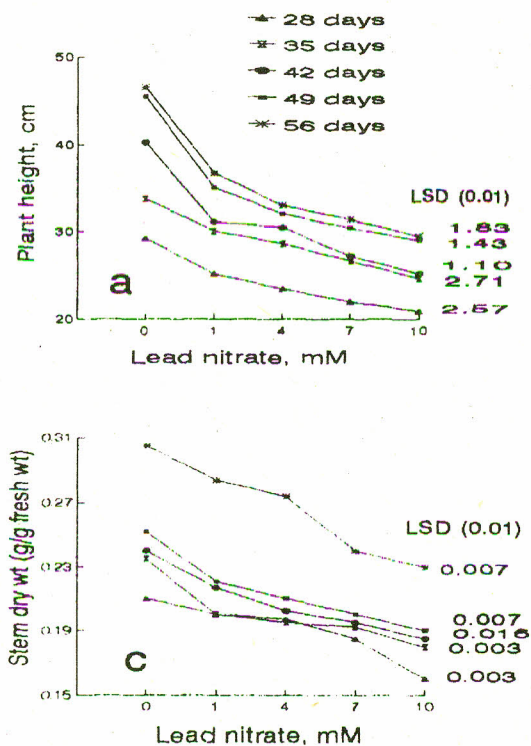 28 days
35 days
42 days
49 days
56 days
50
40
30
20
Plant height, cm
a
LSD (0.01)
1.83
1.43
1.10
2.71
2.57
0 1 4 7 10
Lead nitrate, mM
0.31
0.27
0.23
0.19
0.15
Stem dry wt (g/g fresh wt)
c
LSD (0.01)
0.007
0.007
0.015
0.003
0.003
0 1 4 7 10
Lead nitrate, mM